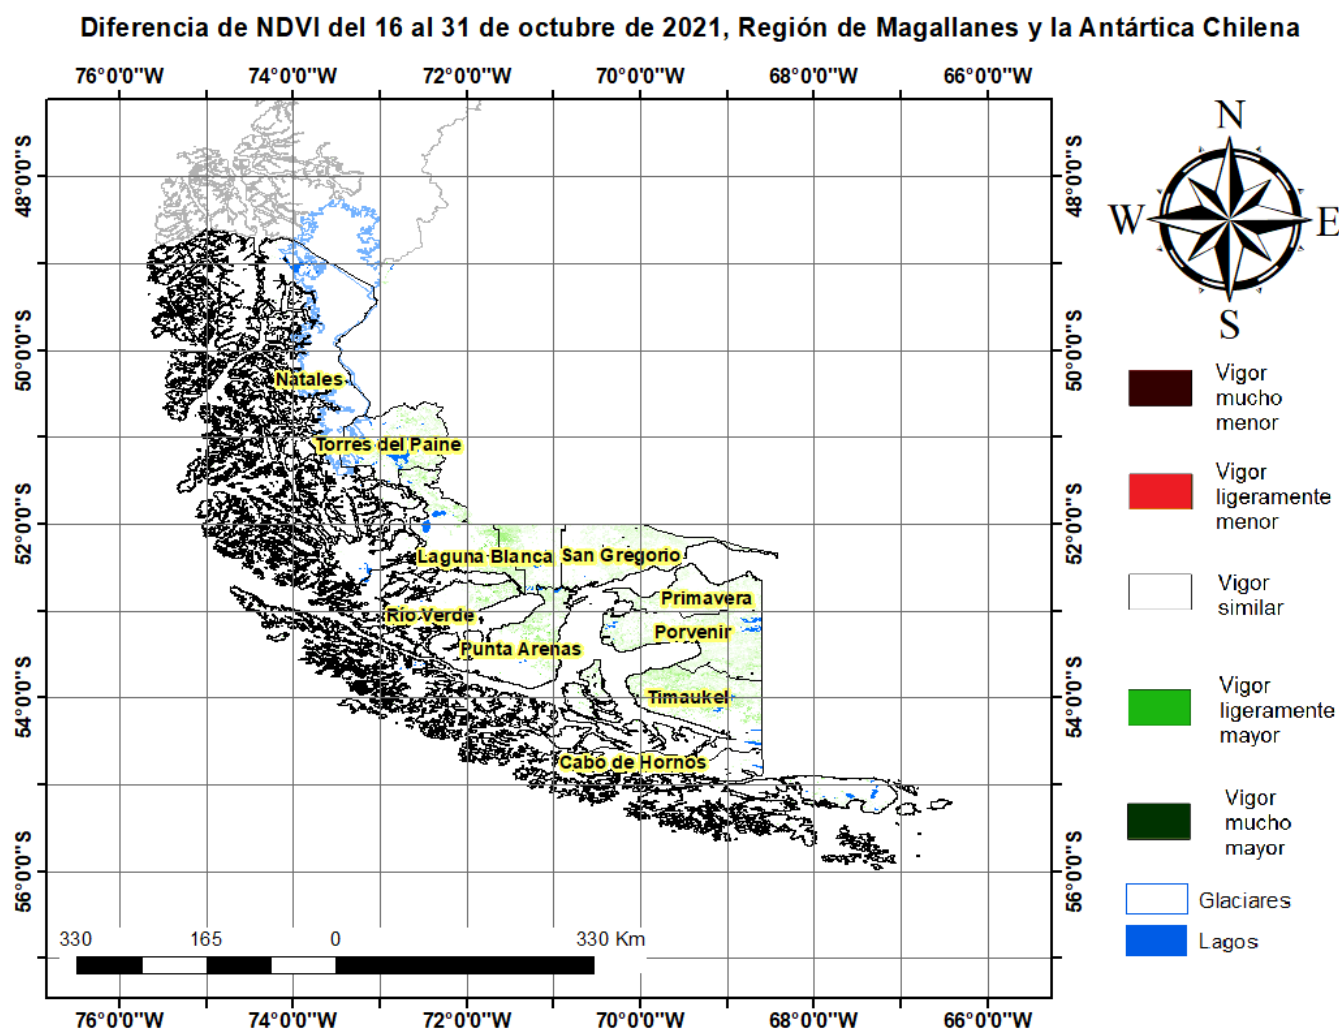 Diferencia de NDVI del 16 al 31 de octubre de 2021, Región de Magallanes y la Antártica Chilena
76°0'0"W 74°0'0"W 72°0'0"W 70°0'0"W 68°0'0"W 66°0'0"W
48°0'0"S
50°0'0"S
52°0'0"S
54°0'0"S
56°0'0"S
Natales
Torres del Paine
Laguna Blanca
San Gregorio
Primavera
Río Verde
Porvenir
Punta Arenas
Timaukel
Cabo de Hornos
330 165 0 330 Km
48°0'0"S
50°0'0"S
52°0'0"S
54°0'0"S
56°0'0"S
76°0'0"W 74°0'0"W 72°0'0"W 70°0'0"W 68°0'0"W 66°0'0"W
N
W E
S
Vigor
mucho
menor
Vigor
ligeramente
menor
Vigor
similar
Vigor
ligeramente
mayor
Vigor
mucho
mayor
Glaciares
Lagos